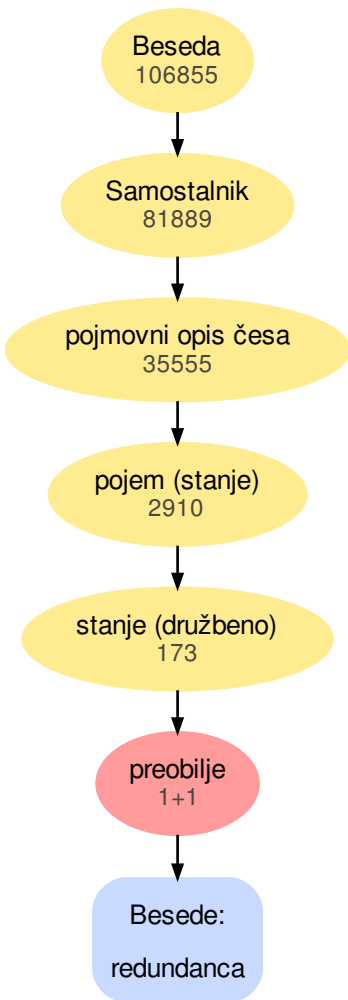 Beseda
106855
Samostalnik
81889
pojmovni opis česa
35555
pojem (stanje)
2910
stanje (družbeno)
173
preobilje
1+1
Besede:
redundanca